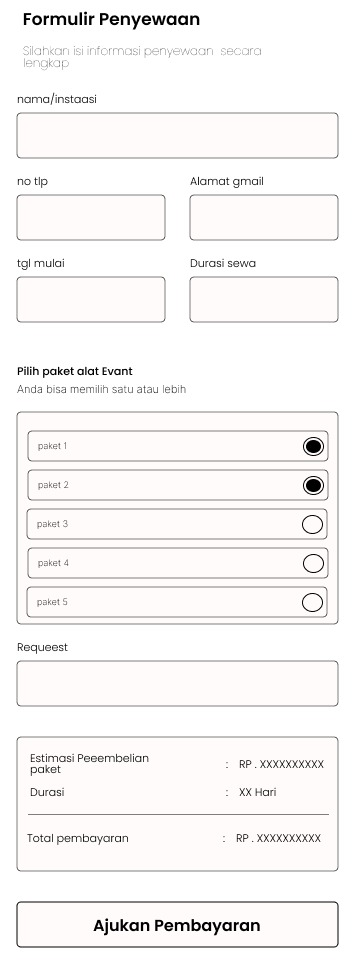 Formulir Penyewaan
Silahkan isi informasi penyewaan secara
lengkap
nama/instaasi
no tlp
Alamat gmail
tgl mulai
Durasi sewa
Pilih paket alat Evant
Anda bisa memilih satu atau lebih
paket 1
paket 2
paket 3
paket 4
paket 5
Requeest
Estimasi Peeembelian
paket : RP . XXXXXXXXXX
Durasi : XX Hari
Total pembayaran : RP . XXXXXXXXXX
Ajukan Pembayaran